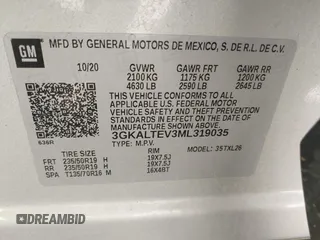 GM
MFD BY GENERAL MOTORS DE MEXICO, S. DE R.L. DE C.V.
10/20 GVWR GAWR FRT GAWR RR
2100 KG 1175 KG 1200 KG
4630 LB 2590 LB 2645 LB
THIS VEHICLE CONFORMS TO ALL APPLICABLE
U.S. FEDERAL MOTOR VEHICLE SAFETY AND THEFT
PREVENTION STANDARDS IN EFFECT ON THE DATE
OF MANUFACTURE SHOWN ABOVE.
3GKALTEV3ML319035
TYPE: M.P.V. MODEL: 3STXL26
638R
TIRE SIZE RIM
FRT 235/50R19 H 19X7.5J
RR 235/50R19 H 19X7.5J
SPA T135/70R16 M 16X4BT
DREAMBID